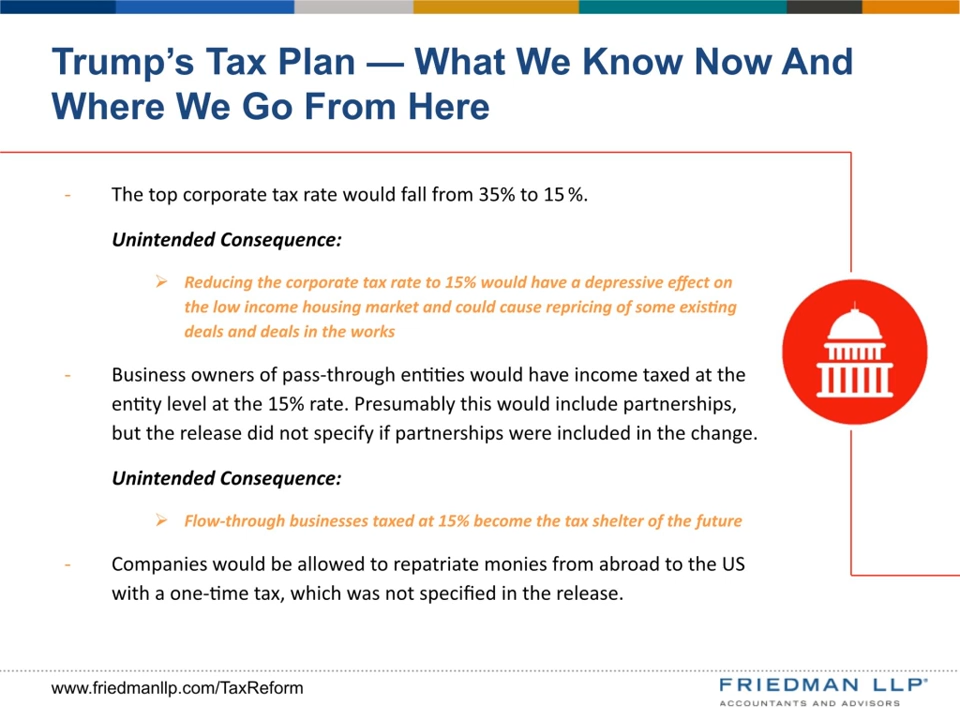 Trump’s Tax Plan — What We Know Now And
Where We Go From Here
- The top corporate tax rate would fall from 35% to 15 %.
Unintended Consequence:
➢ Reducing the corporate tax rate to 15% would have a depressive effect on
the low income housing market and could cause repricing of some existing
deals and deals in the works
- Business owners of pass-through entities would have income taxed at the
entity level at the 15% rate. Presumably this would include partnerships,
but the release did not specify if partnerships were included in the change.
Unintended Consequence:
➢ Flow-through businesses taxed at 15% become the tax shelter of the future
- Companies would be allowed to repatriate monies from abroad to the US
with a one-time tax, which was not specified in the release.
www.friedmanllp.com/TaxReform
FRIEDMAN LLP®
ACCOUNTANTS AND ADVISORS